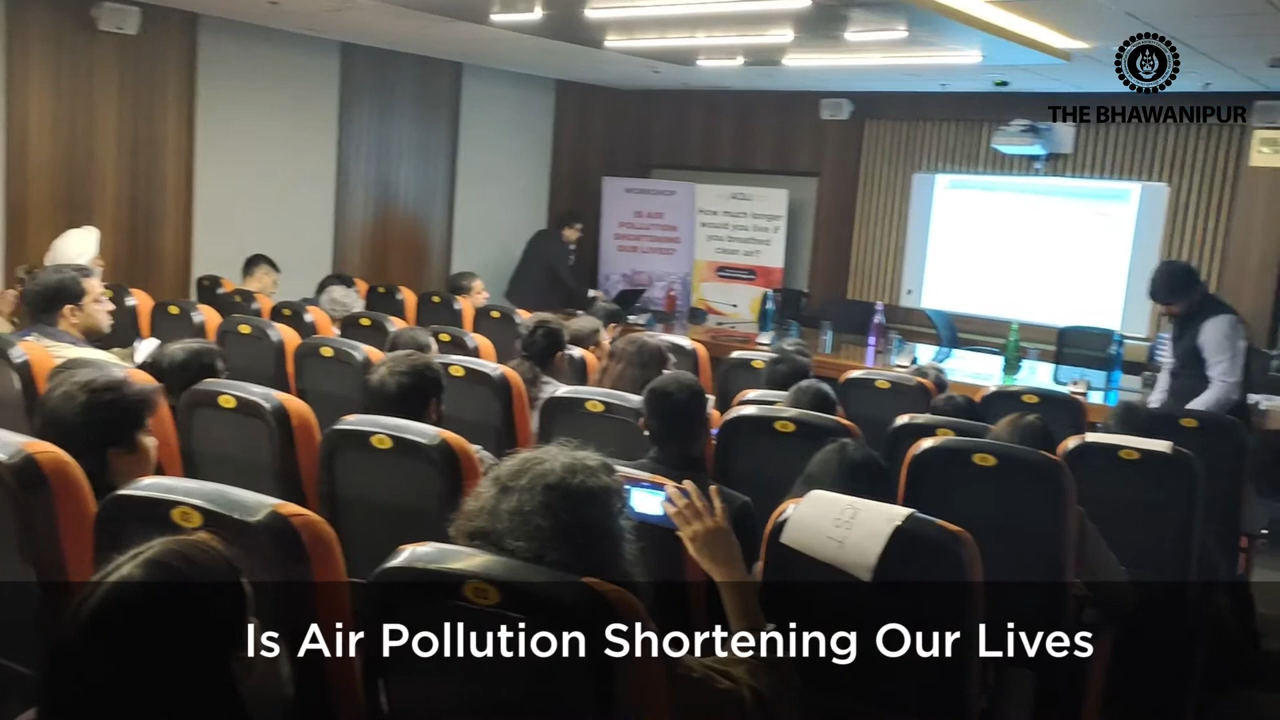 THE BHAWANIPUR
WORKSHOP
IS AIR
POLLUTION
SHORTENING
OUR LIVES?
AQLI
How much longer
would you live if
you breathed
clean air?
Is Air Pollution Shortening Our Lives